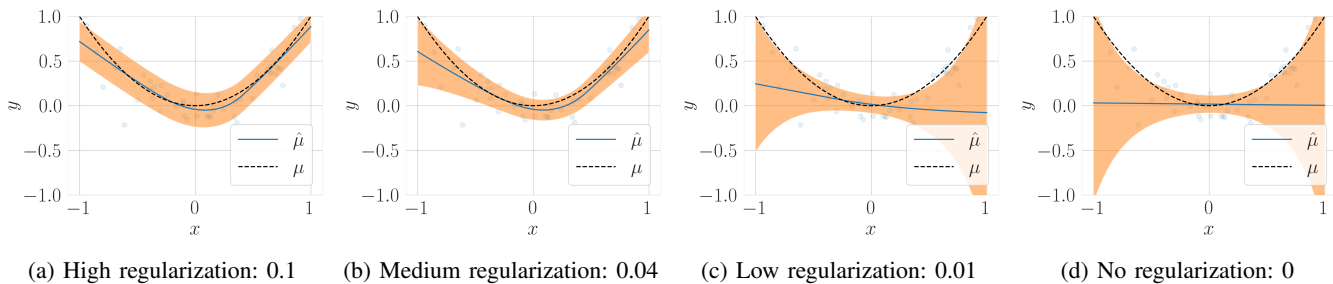 1.0
0.5
0.0
−0.5
−1.0
y
−1
0
1
x
μ̂
μ
1.0
0.5
0.0
−0.5
−1.0
y
−1
0
1
x
μ̂
μ
1.0
0.5
0.0
−0.5
−1.0
y
−1
0
1
x
μ̂
μ
1.0
0.5
0.0
−0.5
−1.0
y
−1
0
1
x
μ̂
μ
(a) High regularization: 0.1
(b) Medium regularization: 0.04
(c) Low regularization: 0.01
(d) No regularization: 0